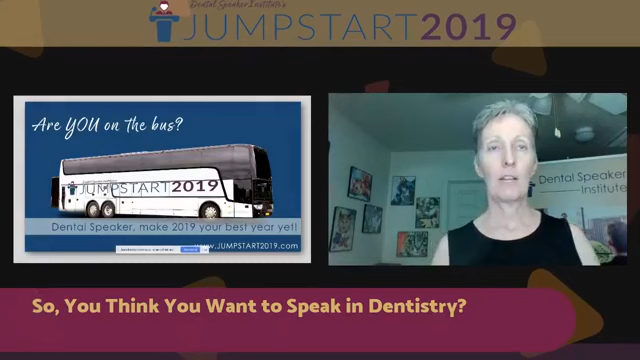 Dental Speaker Institute's
JUMPSTART2019
Are YOU on the bus?
JUMPSTART2019
Dental Speaker, make 2019 your best year yet!
www.JUMPSTART2019.com
Dental Speaker
Institute
So, You Think You Want to Speak in Dentistry?